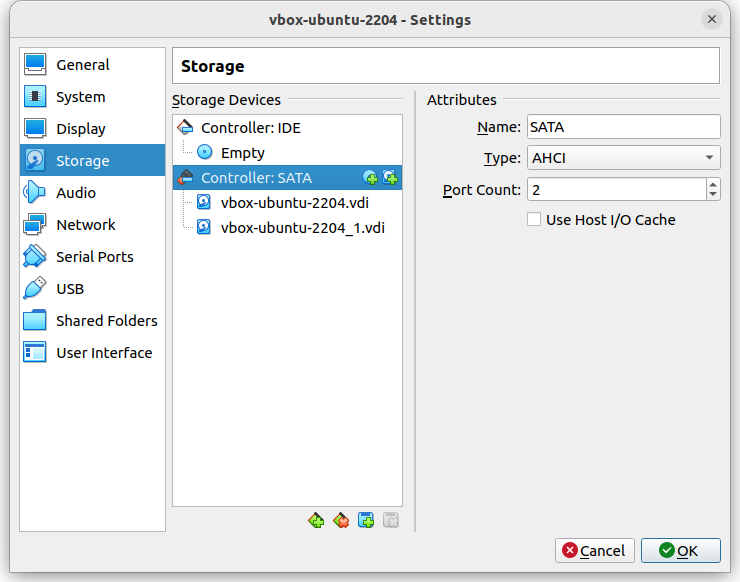 vbox-ubuntu-2204 - Settings
General
System
Display
Storage
Audio
Network
Serial Ports
USB
Shared Folders
User Interface
Storage
Storage Devices
Controller: IDE
Empty
Controller: SATA
vbox-ubuntu-2204.vdi
vbox-ubuntu-2204_1.vdi
Attributes
Name: SATA
Type: AHCI
Port Count: 2
Use Host I/O Cache
Cancel
OK